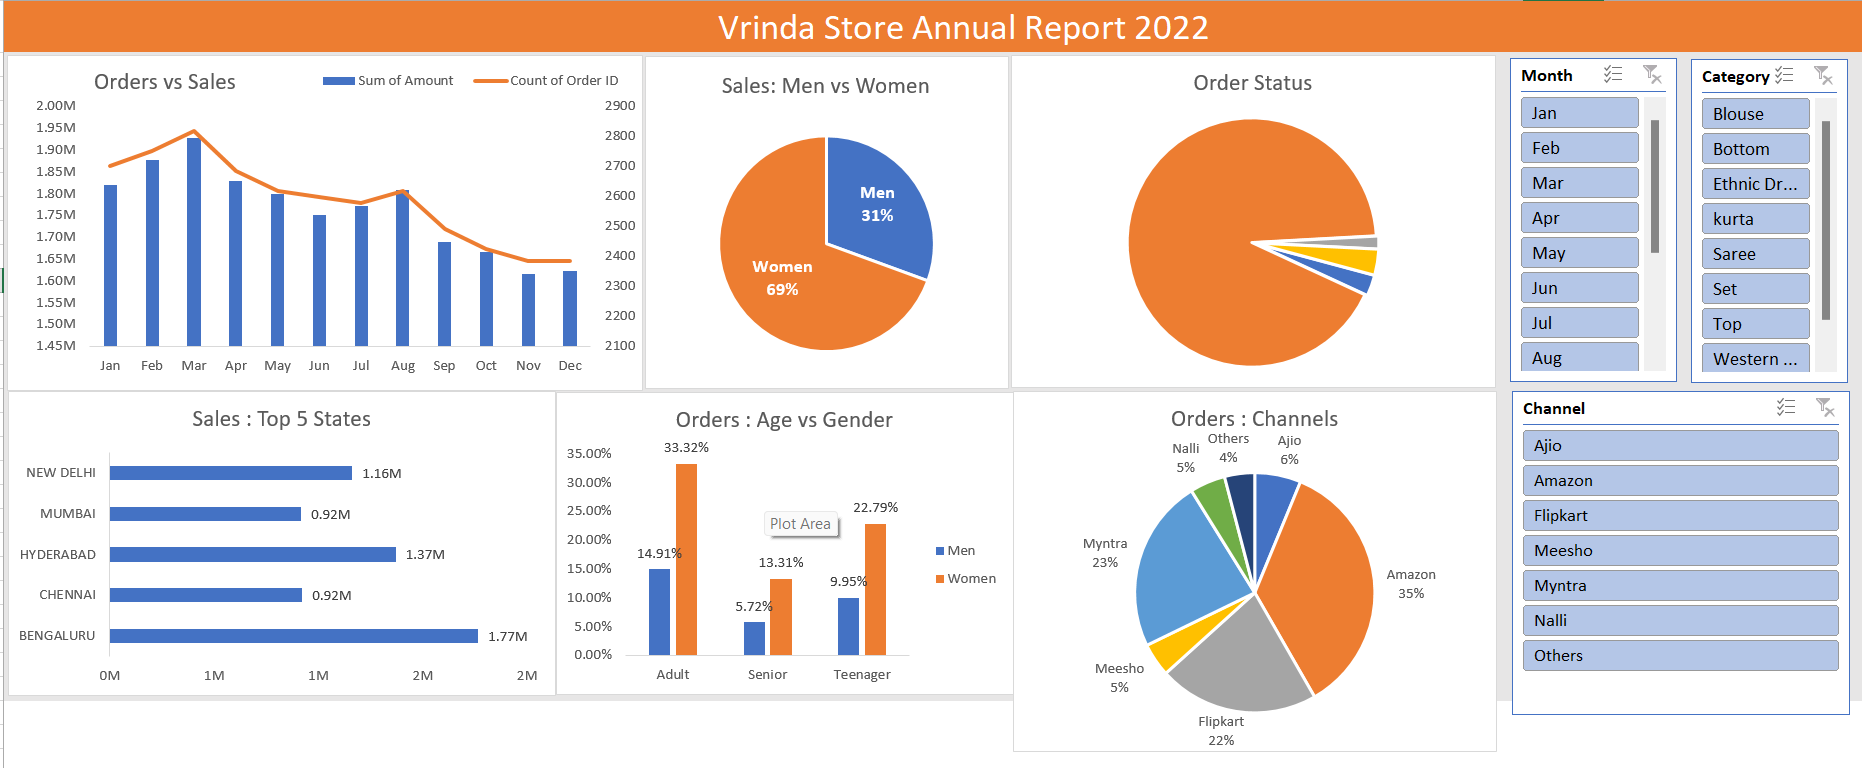 Vrinda Store Annual Report 2022
Orders vs Sales
Sum of Amount
Count of Order ID
2.00M
1.95M
1.90M
1.85M
1.80M
1.75M
1.70M
1.65M
1.60M
1.55M
1.50M
1.45M
2900
2800
2700
2600
2500
2400
2300
2200
2100
Jan Feb Mar Apr May Jun Jul Aug Sep Oct Nov Dec
Sales: Men vs Women
Men
31%
Women
69%
Order Status
Month
Jan
Feb
Mar
Apr
May
Jun
Jul
Aug
Category
Blouse
Bottom
Ethnic Dr...
kurta
Saree
Set
Top
Western ...
Sales : Top 5 States
NEW DELHI 1.16M
MUMBAI 0.92M
HYDERABAD 1.37M
CHENNAI 0.92M
BENGALURU 1.77M
0M 1M 1M 2M 2M
Orders : Age vs Gender
35.00%
30.00%
25.00%
20.00%
15.00%
10.00%
5.00%
0.00%
33.32%
14.91%
13.31%
5.72%
22.79%
9.95%
Plot Area
Adult Senior Teenager
Men
Women
Orders : Channels
Others
4%
Ajio
6%
Nalli
5%
Myntra
23%
Amazon
35%
Meesho
5%
Flipkart
22%
Channel
Ajio
Amazon
Flipkart
Meesho
Myntra
Nalli
Others